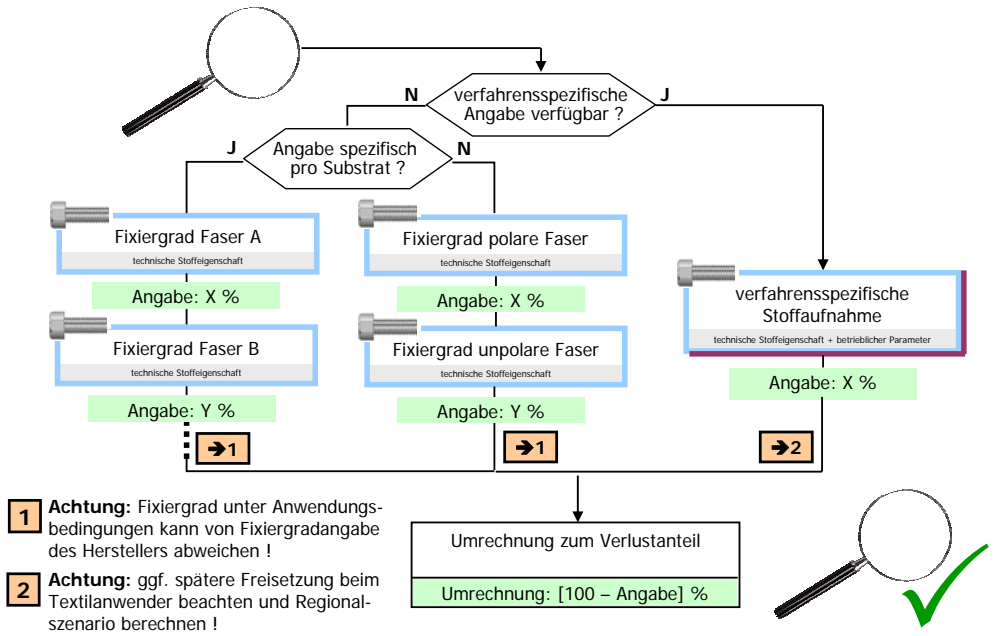 N
verfahrensspezifische
Angabe verfügbar ?
J
J
Angabe spezifisch
pro Substrat ?
N
Fixiergrad Faser A
technische Stoffeigenschaft
Angabe: X %
Fixiergrad Faser B
technische Stoffeigenschaft
Angabe: Y %
➔1
Fixiergrad polare Faser
technische Stoffeigenschaft
Angabe: X %
Fixiergrad unpolare Faser
technische Stoffeigenschaft
Angabe: Y %
➔1
verfahrensspezifische
Stoffaufnahme
technische Stoffeigenschaft + betrieblicher Parameter
Angabe: X %
➔2
1 Achtung: Fixiergrad unter Anwendungs-
bedingungen kann von Fixiergradangabe
des Herstellers abweichen !
2 Achtung: ggf. spätere Freisetzung beim
Textilanwender beachten und Regional-
szenario berechnen !
Umrechnung zum Verlustanteil
Umrechnung: [100 – Angabe] %